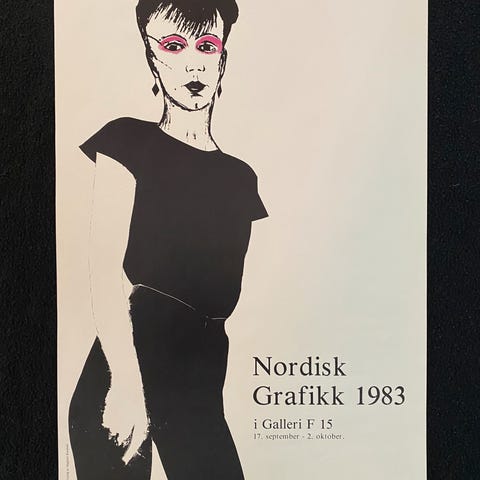 Nordisk
Grafikk 1983
i Galleri F 15
17. september - 2. oktober.